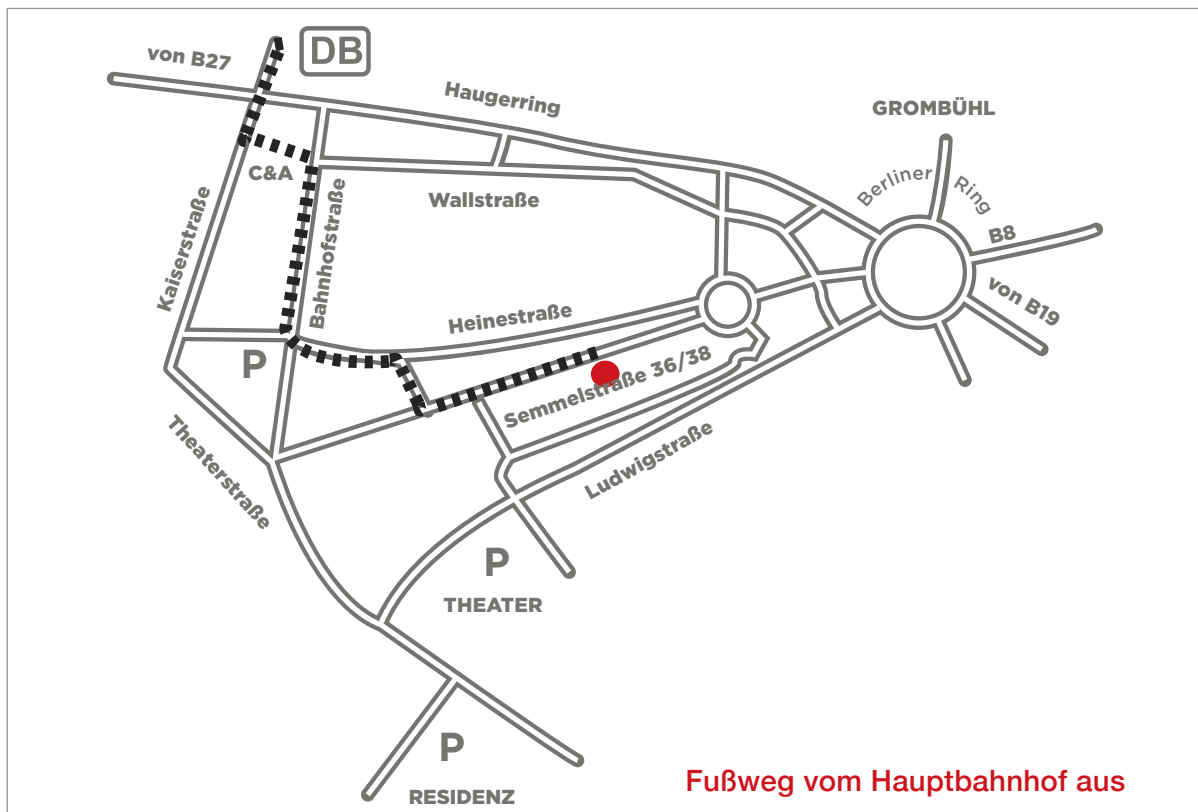 DB
von B27
Haugerring
GROMBÜHL
Berliner
Ring
C&A
Wallstraße
Kaiserstraße
Bahnhofstraße
B8
von B19
Heinestraße
P
Semmelstraße 36/38
Theaterstraße
Ludwigstraße
P
THEATER
P
RESIDENZ
Fußweg vom Hauptbahnhof aus